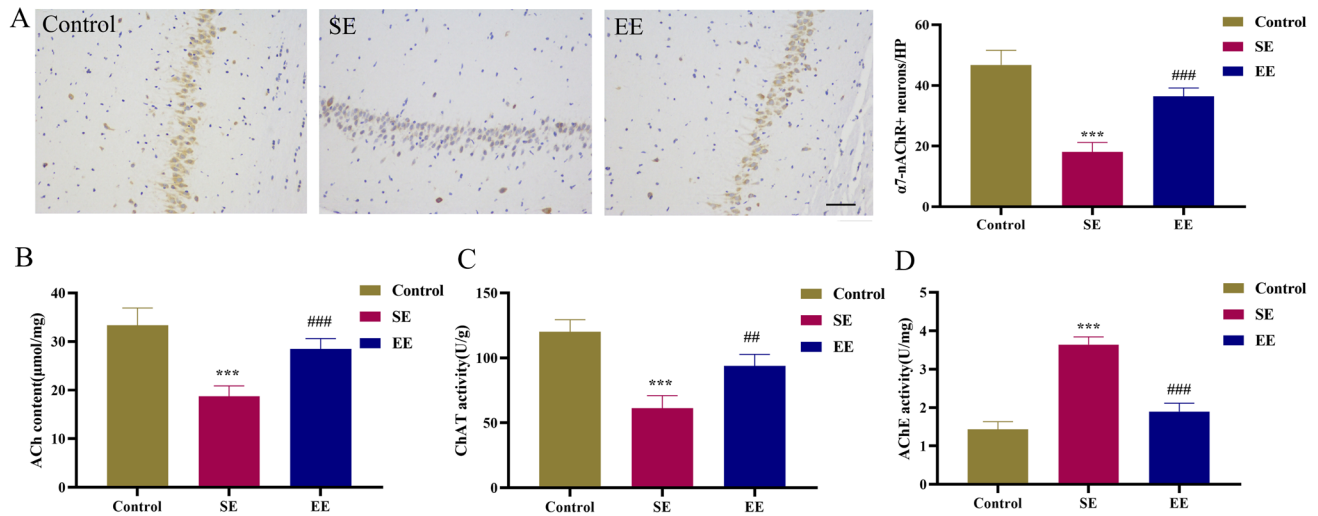 A
Control
SE
EE
α7-nAChR+ neurons/HP
60
40
20
0
###
***
Control
SE
EE
Control
SE
EE
B
ACh content(μmol/mg)
40
30
20
10
0
***
###
Control
SE
EE
Control
SE
EE
C
ChAT activity(U/g)
150
100
50
0
***
##
Control
SE
EE
Control
SE
EE
D
AChE activity(U/mg)
5
4
3
2
1
0
***
###
Control
SE
EE
Control
SE
EE